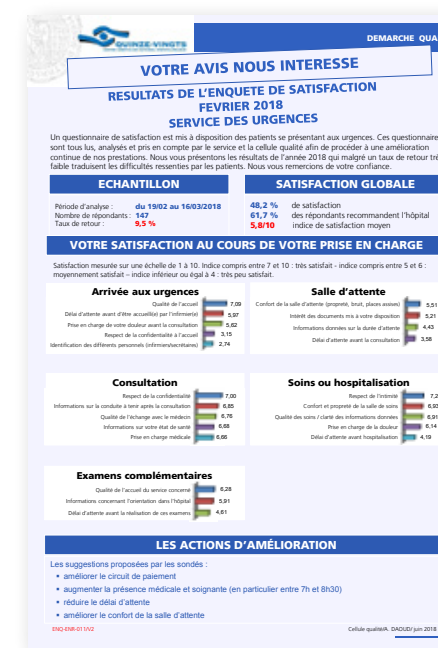 QUINZE-VINGTS
DEMARCHE QUA
VOTRE AVIS NOUS INTERESSE
RESULTATS DE L'ENQUETE DE SATISFACTION
FEVRIER 2018
SERVICE DES URGENCES
Un questionnaire de satisfaction est mis à disposition des patients se présentant aux urgences. Ces questionnaire
sont tous lus, analysés et pris en compte par le service et la cellule qualité afin de procéder à une amélioration
continue de nos prestations. Nous vous présentons les résultats de l'année 2018 qui malgré un taux de retour trè
faible traduisent les difficultés ressenties par les patients. Nous vous remercions de votre confiance.
ECHANTILLON
Période d'analyse : du 19/02 au 16/03/2018
Nombre de répondants : 147
Taux de retour : 9,5 %
SATISFACTION GLOBALE
48,2 % de satisfaction
61,7 % des répondants recommandent l'hôpital
5,8/10 indice de satisfaction moyen
VOTRE SATISFACTION AU COURS DE VOTRE PRISE EN CHARGE
Satisfaction mesurée sur une échelle de 1 à 10. Indice compris entre 7 et 10 : très satisfait - indice compris entre 5 et 6 :
moyennement satisfait – indice inférieur ou égal à 4 : très peu satisfait.
Arrivée aux urgences
Qualité de l'accueil 7,09
Délai d'attente avant d'être accueilli(e) par l'infirmier(e) 5,97
Prise en charge de votre douleur avant la consultation 5,62
Respect de la confidentialité à l'accueil 3,15
Identification des différents personnels (infirmiers/secrétaires) 2,74
Salle d'attente
Confort de la salle d'attente (propreté, bruit, places assises) 5,51
Intérêt des documents mis à votre disposition 5,21
Informations données sur la durée d'attente 4,43
Délai d'attente avant la consultation 3,58
Consultation
Respect de la confidentialité 7,00
Informations sur la conduite à tenir après la consultation 6,85
Qualité de l'échange avec le médecin 6,76
Informations sur votre état de santé 6,68
Prise en charge médicale 6,66
Soins ou hospitalisation
Respect de l'intimité 7,2
Confort et propreté de la salle de soins 6,93
Qualité des soins / clarté des informations données 6,91
Prise en charge de la douleur 6,14
Délai d'attente avant hospitalisation 4,19
Examens complémentaires
Qualité de l'accueil du service concerné 6,28
Informations concernant l'orientation dans l'hôpital 5,91
Délai d'attente avant la réalisation de ces examens 4,61
LES ACTIONS D'AMÉLIORATION
Les suggestions proposées par les sondés :
▪ améliorer le circuit de paiement
▪ augmenter la présence médicale et soignante (en particulier entre 7h et 8h30)
▪ réduire le délai d'attente
▪ améliorer le confort de la salle d'attente
ENQ-ENR-011/V2
Cellule qualité/A. DAOUD/ juin 2018